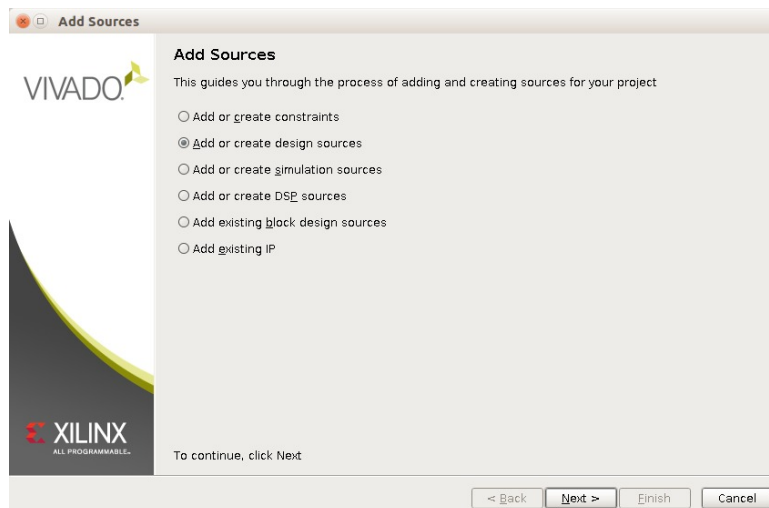 Add Sources
VIVADO
Add Sources
This guides you through the process of adding and creating sources for your project
Add or create constraints
Add or create design sources
Add or create simulation sources
Add or create DSP sources
Add existing block design sources
Add existing IP
XILINX
ALL PROGRAMMABLE™
To continue, click Next
< Back
Next >
Finish
Cancel